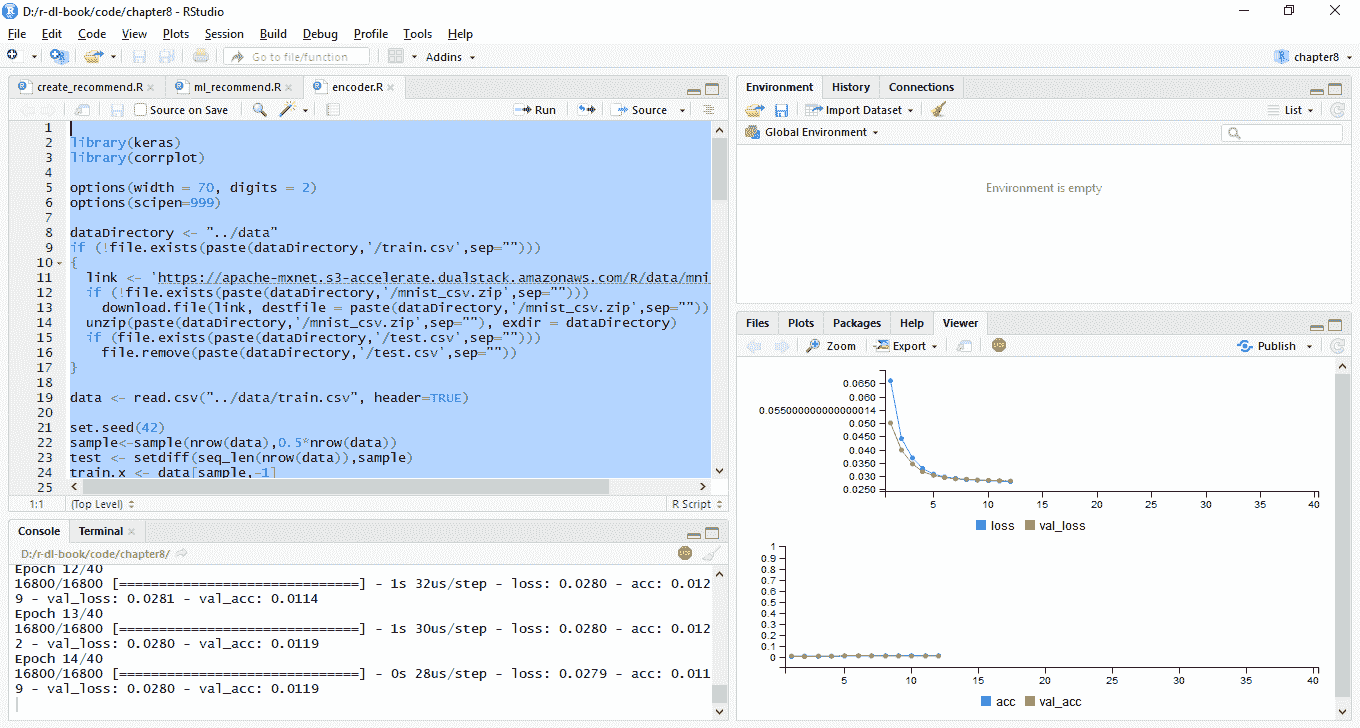 D:/r-dl-book/code/chapter8 - RStudio
File Edit Code View Plots Session Build Debug Profile Tools Help
Go to file/function Addins chapter8
create_recommend.R ml_recommend.R encoder.R
Source on Save Run Source
1
2 library(keras)
3 library(corrplot)
4
5 options(width = 70, digits = 2)
6 options(scipen=999)
7
8 dataDirectory <- "../data"
9 if (!file.exists(paste(dataDirectory,'/train.csv',sep="")))
10 {
11 link <- 'https://apache-mxnet.s3-accelerate.dualstack.amazonaws.com/R/data/mni
12 if (!file.exists(paste(dataDirectory,'/mnist_csv.zip',sep="")))
13 download.file(link, destfile = paste(dataDirectory,'/mnist_csv.zip',sep=""))
14 unzip(paste(dataDirectory,'/mnist_csv.zip',sep=""), exdir = dataDirectory)
15 if (file.exists(paste(dataDirectory,'/test.csv',sep="")))
16 file.remove(paste(dataDirectory,'/test.csv',sep=""))
17 }
18
19 data <- read.csv("../data/train.csv", header=TRUE)
20
21 set.seed(42)
22 sample<-sample(nrow(data),0.5*nrow(data))
23 test <- setdiff(seq_len(nrow(data)),sample)
24 train.x <- data[sample,-1]
25
1:1 (Top Level) R Script
Console Terminal
D:/r-dl-book/code/chapter8/
Epoch 12/40
16800/16800 [==============================] - 1s 32us/step - loss: 0.0280 - acc: 0.012
9 - val_loss: 0.0281 - val_acc: 0.0114
Epoch 13/40
16800/16800 [==============================] - 1s 30us/step - loss: 0.0280 - acc: 0.012
2 - val_loss: 0.0280 - val_acc: 0.0119
Epoch 14/40
16800/16800 [==============================] - 0s 28us/step - loss: 0.0279 - acc: 0.011
9 - val_loss: 0.0280 - val_acc: 0.0119
Environment History Connections
Import Dataset List
Global Environment
Environment is empty
Files Plots Packages Help Viewer
Zoom Export Publish
0.0650
0.060
0.055000000000000014
0.050
0.0450
0.040
0.0350
0.030
0.0250
5 10 15 20 25 30 35 40
loss val_loss
1
0.9
0.8
0.7
0.6
0.5
0.4
0.3
0.2
0.1
0
5 10 15 20 25 30 35 40
acc val_acc